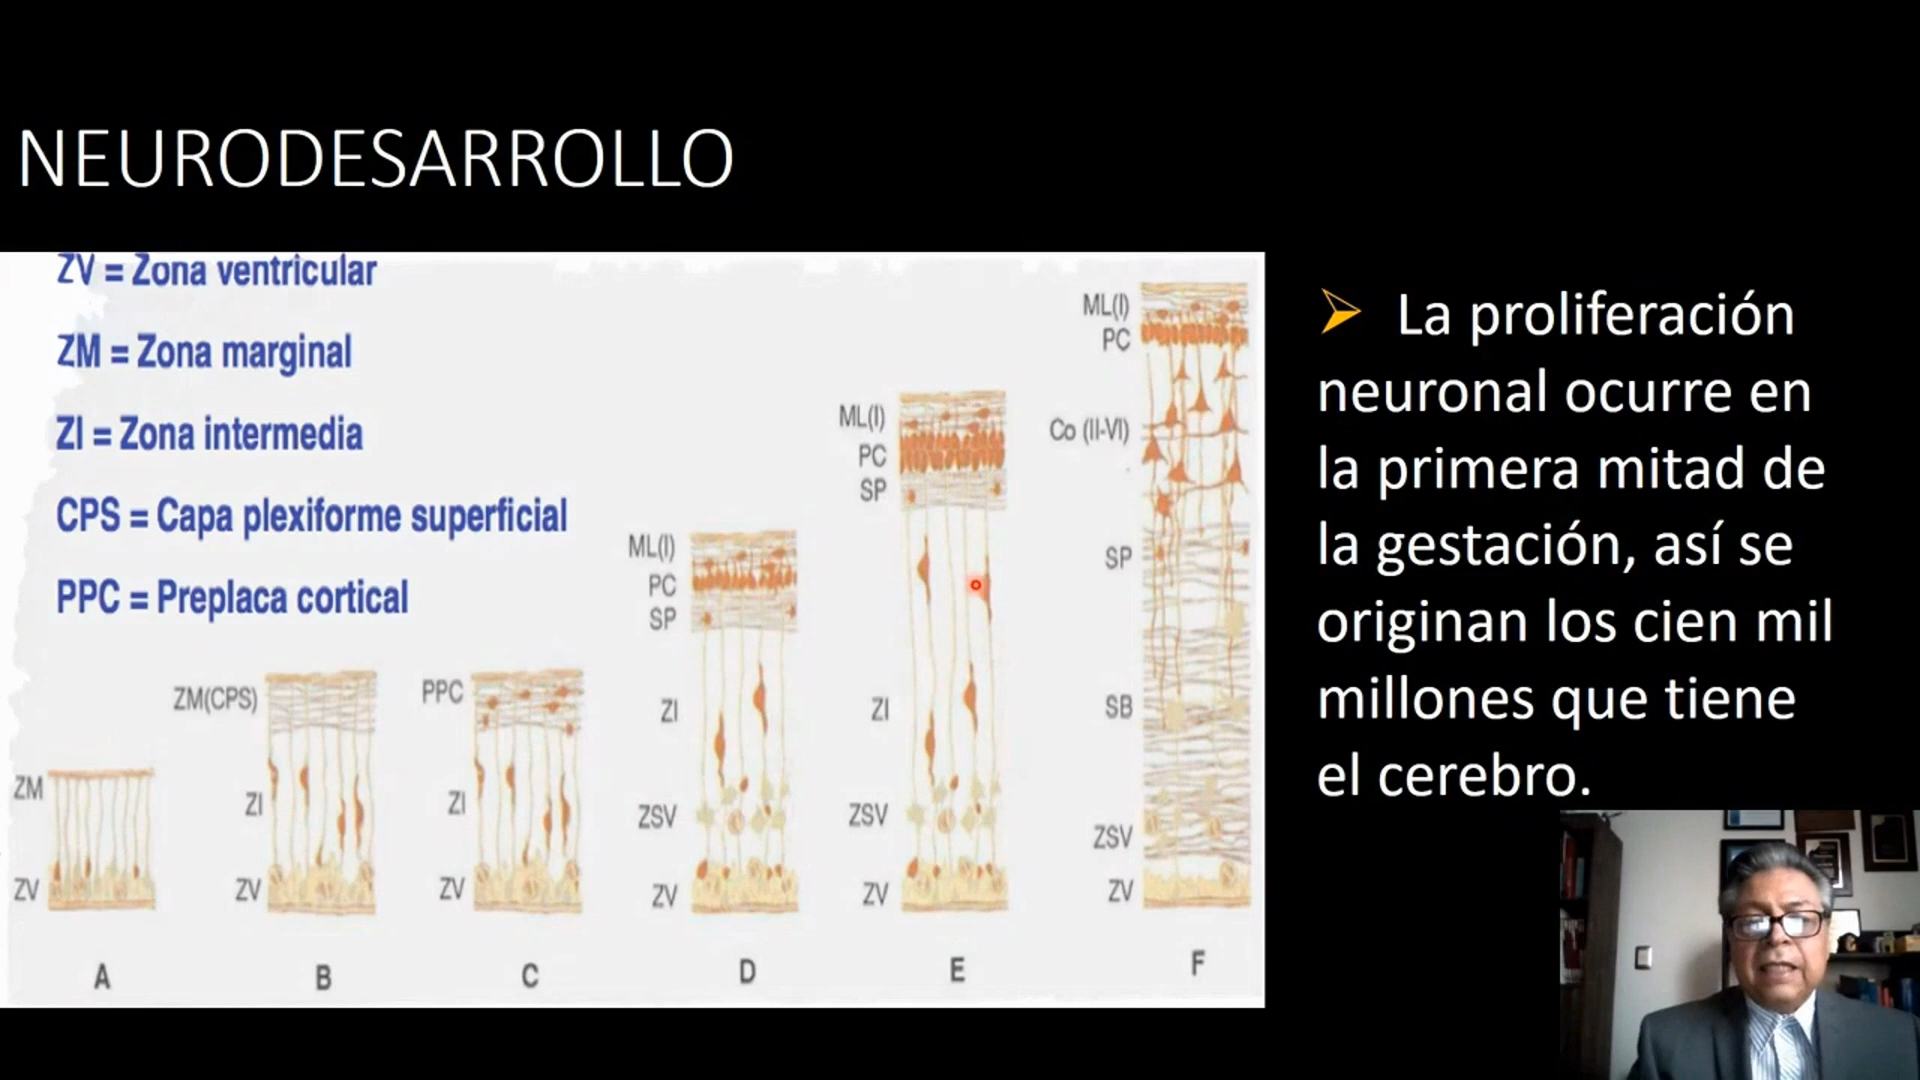 NEURODESARROLLO
ZV = Zona ventricular
ZM = Zona marginal
ZI = Zona intermedia
CPS = Capa plexiforme superficial
PPC = Preplaca cortical
ZM
ZV
A
ZM(CPS)
ZI
ZV
B
PPC
ZI
ZV
C
ML(I)
PC
SP
ZI
ZSV
ZV
D
ML(I)
PC
SP
ZI
ZSV
ZV
E
ML(I)
PC
Co (II-VI)
SP
SB
ZSV
ZV
F
La proliferación
neuronal ocurre en
la primera mitad de
la gestación, así se
originan los cien mil
millones que tiene
el cerebro.